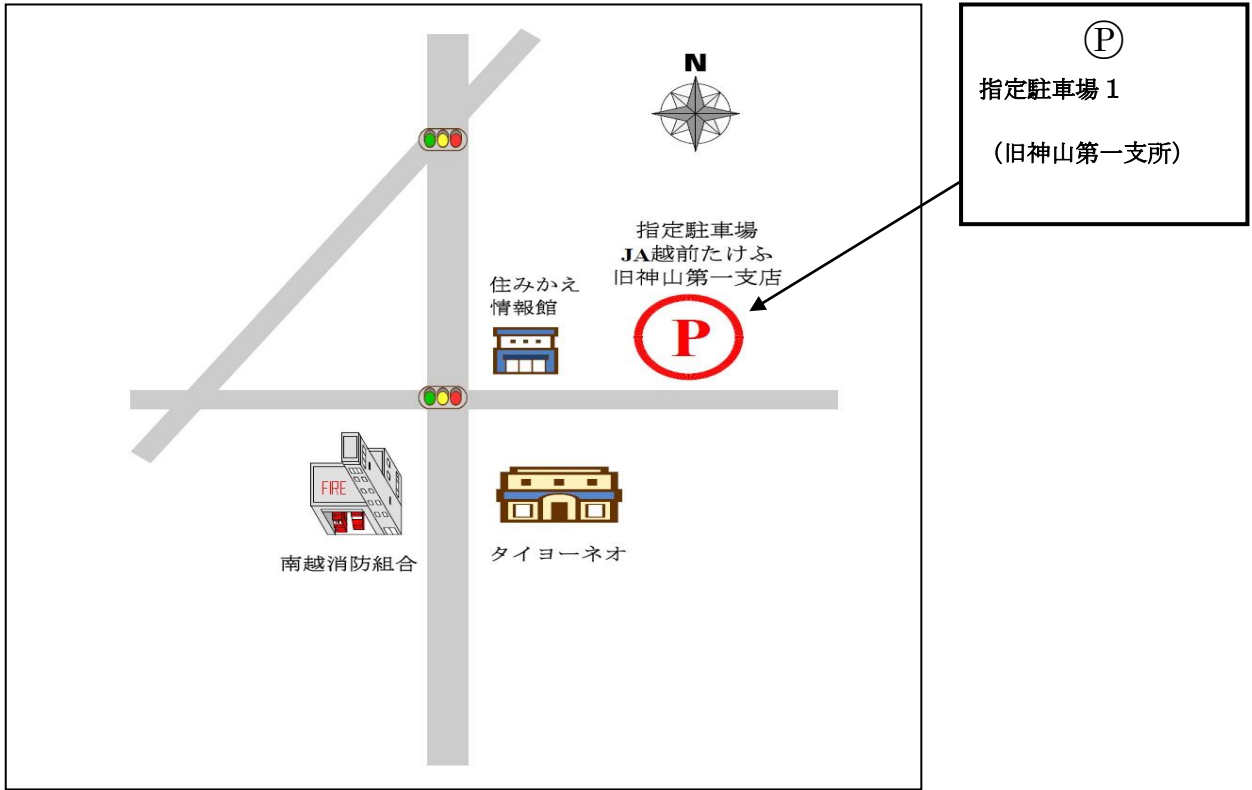 Ⓟ
指定駐車場１
（旧神山第一支所）
N
指定駐車場
JA越前たけふ
旧神山第一支店
P
住みかえ
情報館
FIRE
南越消防組合
タイヨーネオ